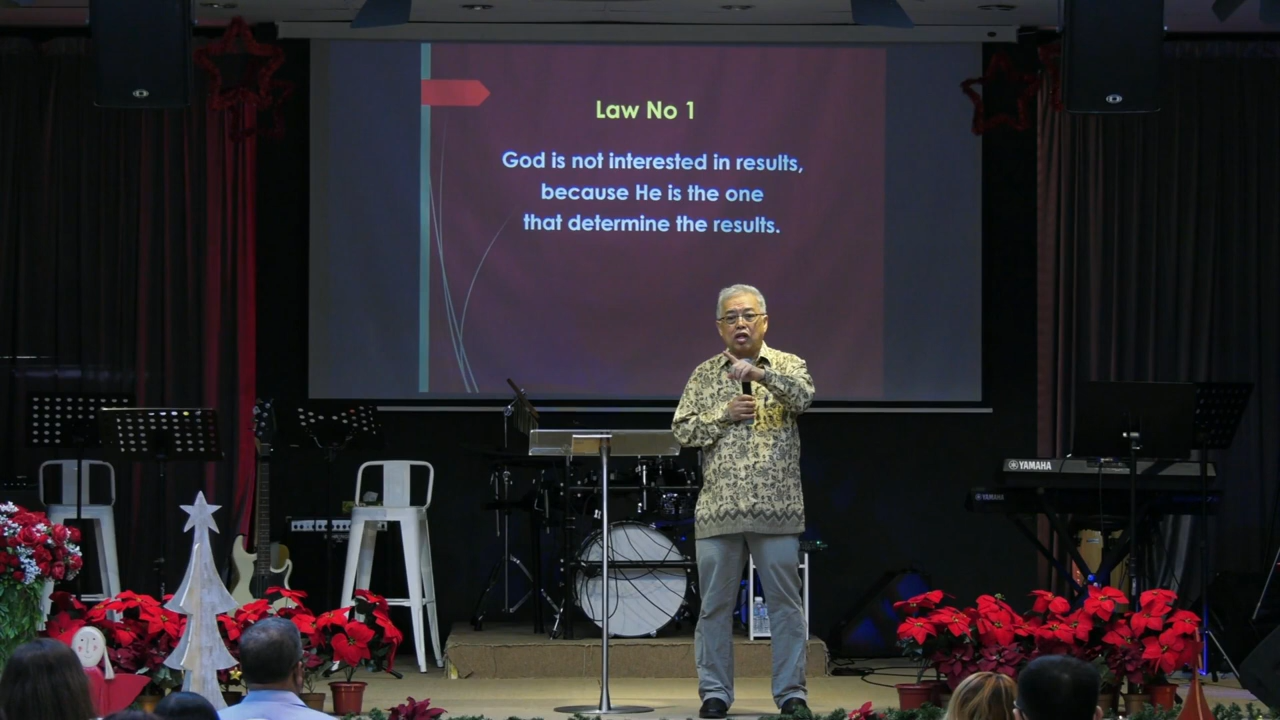 Law No 1
God is not interested in results,
because He is the one
that determine the results.
YAMAHA
YAMAHA